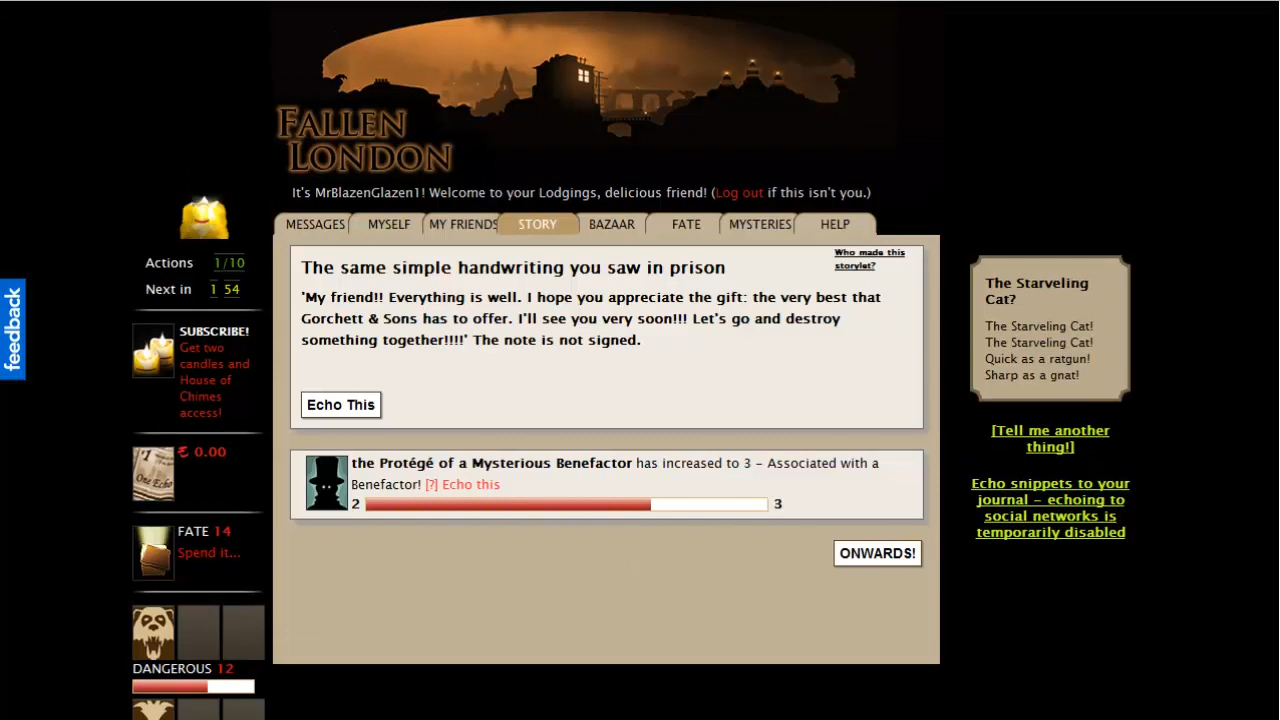 FALLEN
LONDON
It's MrBlazenGlazen1! Welcome to your Lodgings, delicious friend! (Log out if this isn't you.)
MESSAGES MYSELF MY FRIENDS STORY BAZAAR FATE MYSTERIES HELP
feedback
Actions 1/10
Next in 1 54
SUBSCRIBE!
Get two
candles and
House of
Chimes
access!
0.00
FATE 14
Spend it...
DANGEROUS 12
The same simple handwriting you saw in prison
Who made this
storylet?
'My friend!! Everything is well. I hope you appreciate the gift: the very best that
Gorchett & Sons has to offer. I'll see you very soon!!! Let's go and destroy
something together!!!!' The note is not signed.
Echo This
the Protégé of a Mysterious Benefactor has increased to 3 – Associated with a
Benefactor! [?] Echo this
2 3
ONWARDS!
The Starveling
Cat?
The Starveling Cat!
The Starveling Cat!
Quick as a ratgun!
Sharp as a gnat!
[Tell me another
thing!]
Echo snippets to your
journal – echoing to
social networks is
temporarily disabled